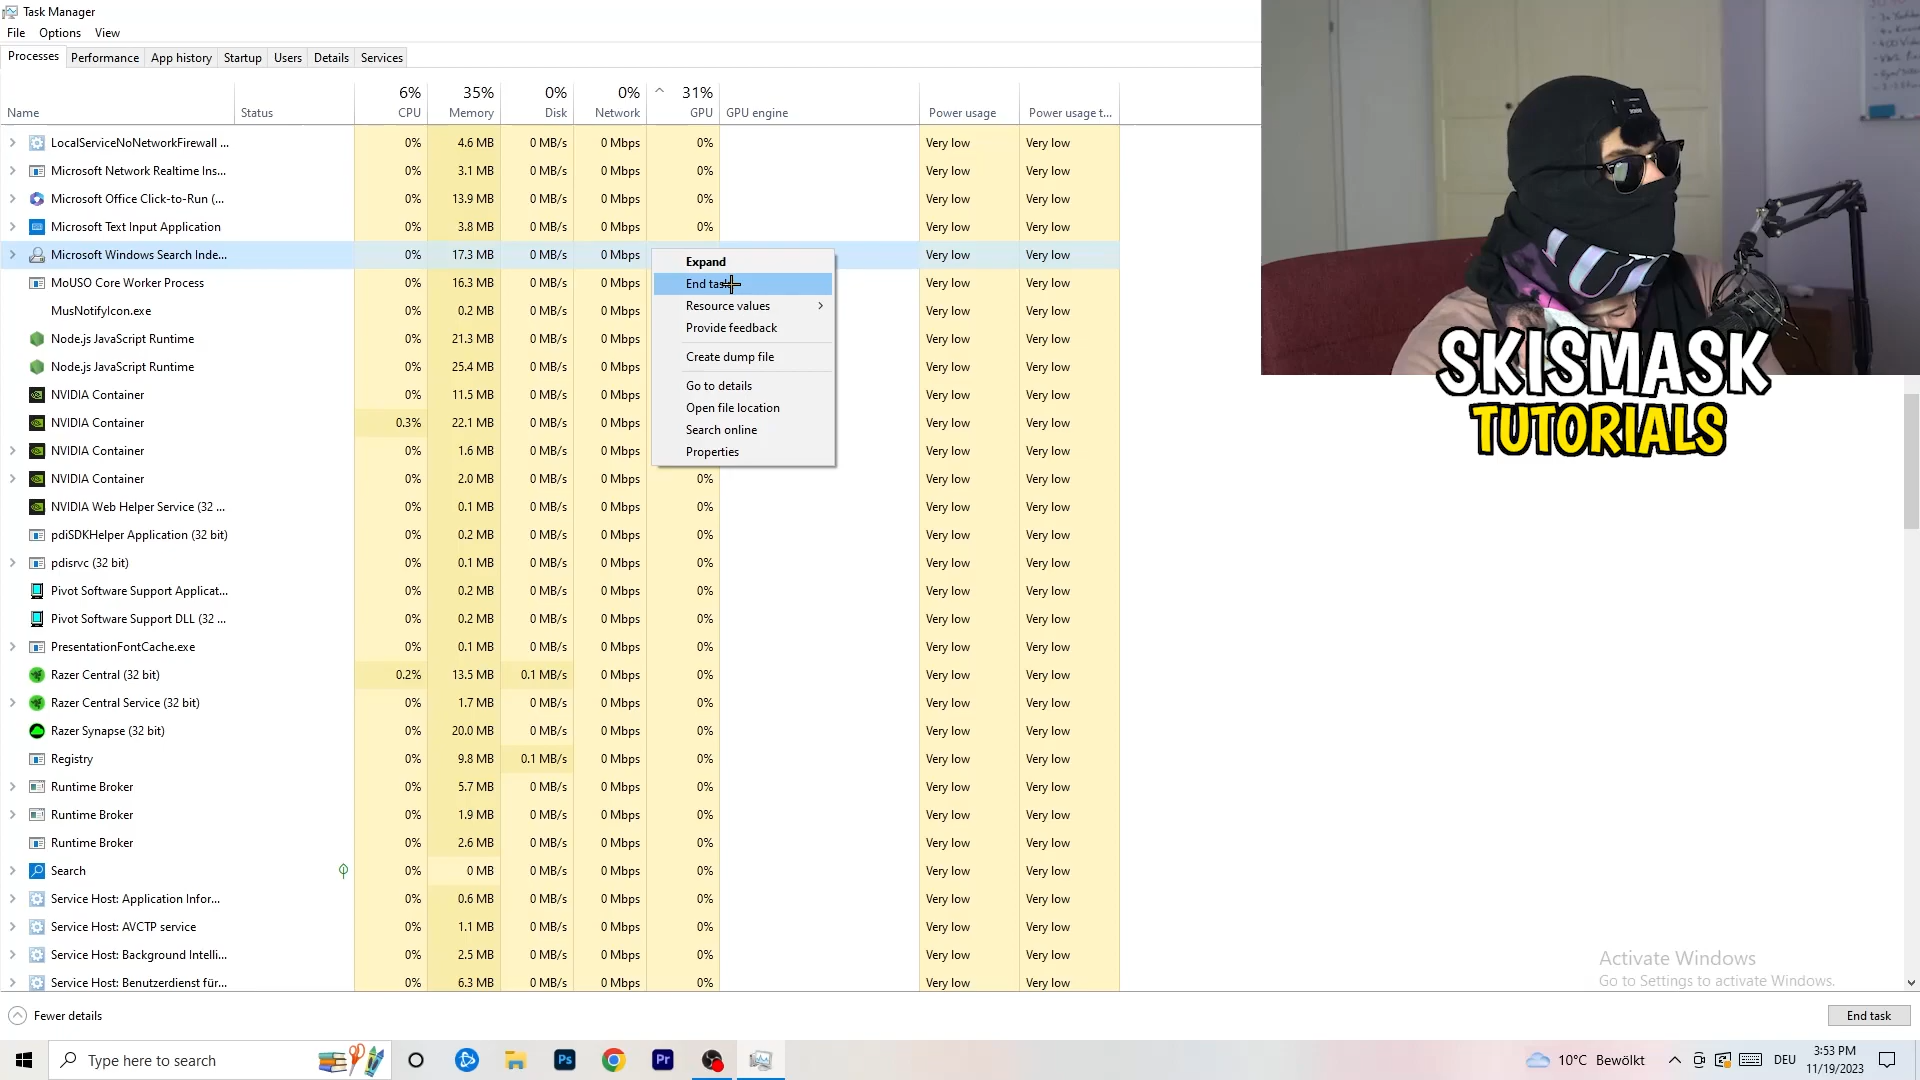 Task Manager
File Options View
Processes Performance App history Startup Users Details Services
6% 35% 0% 0% 31%
Name Status CPU Memory Disk Network GPU GPU engine Power usage Power usage t...
LocalServiceNoNetworkFirewall ... 0% 4.6 MB 0 MB/s 0 Mbps 0% Very low Very low
Microsoft Network Realtime Ins... 0% 3.1 MB 0 MB/s 0 Mbps 0% Very low Very low
Microsoft Office Click-to-Run (... 0% 13.9 MB 0 MB/s 0 Mbps 0% Very low Very low
Microsoft Text Input Application 0% 3.8 MB 0 MB/s 0 Mbps 0% Very low Very low
Microsoft Windows Search Inde... 0% 17.3 MB 0 MB/s 0 Mbps Very low Very low
MoUSO Core Worker Process 0% 16.3 MB 0 MB/s 0 Mbps Very low Very low
MusNotifyIcon.exe 0% 0.2 MB 0 MB/s 0 Mbps Very low Very low
Node.js JavaScript Runtime 0% 21.3 MB 0 MB/s 0 Mbps Very low Very low
Node.js JavaScript Runtime 0% 25.4 MB 0 MB/s 0 Mbps Very low Very low
NVIDIA Container 0% 11.5 MB 0 MB/s 0 Mbps Very low Very low
NVIDIA Container 0.3% 22.1 MB 0 MB/s 0 Mbps Very low Very low
NVIDIA Container 0% 1.6 MB 0 MB/s 0 Mbps Very low Very low
NVIDIA Container 0% 2.0 MB 0 MB/s 0 Mbps 0% Very low Very low
NVIDIA Web Helper Service (32 ... 0% 0.1 MB 0 MB/s 0 Mbps 0% Very low Very low
pdiSDKHelper Application (32 bit) 0% 0.2 MB 0 MB/s 0 Mbps 0% Very low Very low
pdisrvc (32 bit) 0% 0.1 MB 0 MB/s 0 Mbps 0% Very low Very low
Pivot Software Support Applicat... 0% 0.2 MB 0 MB/s 0 Mbps 0% Very low Very low
Pivot Software Support DLL (32 ... 0% 0.2 MB 0 MB/s 0 Mbps 0% Very low Very low
PresentationFontCache.exe 0% 0.1 MB 0 MB/s 0 Mbps 0% Very low Very low
Razer Central (32 bit) 0.2% 13.5 MB 0.1 MB/s 0 Mbps 0% Very low Very low
Razer Central Service (32 bit) 0% 1.7 MB 0 MB/s 0 Mbps 0% Very low Very low
Razer Synapse (32 bit) 0% 20.0 MB 0 MB/s 0 Mbps 0% Very low Very low
Registry 0% 9.8 MB 0.1 MB/s 0 Mbps 0% Very low Very low
Runtime Broker 0% 5.7 MB 0 MB/s 0 Mbps 0% Very low Very low
Runtime Broker 0% 1.9 MB 0 MB/s 0 Mbps 0% Very low Very low
Runtime Broker 0% 2.6 MB 0 MB/s 0 Mbps 0% Very low Very low
Search 0% 0 MB 0 MB/s 0 Mbps 0% Very low Very low
Service Host: Application Infor... 0% 0.6 MB 0 MB/s 0 Mbps 0% Very low Very low
Service Host: AVCTP service 0% 1.1 MB 0 MB/s 0 Mbps 0% Very low Very low
Service Host: Background Intelli... 0% 2.5 MB 0 MB/s 0 Mbps 0% Very low Very low
Service Host: Benutzerdienst für... 0% 6.3 MB 0 MB/s 0 Mbps 0% Very low Very low
Expand
End task
Resource values
Provide feedback
Create dump file
Go to details
Open file location
Search online
Properties
SKISMASK
TUTORIALS
Activate Windows
Go to Settings to activate Windows.
Fewer details End task
Type here to search Ps Pr 10°C Bewölkt DEU 3:53 PM
11/19/2023